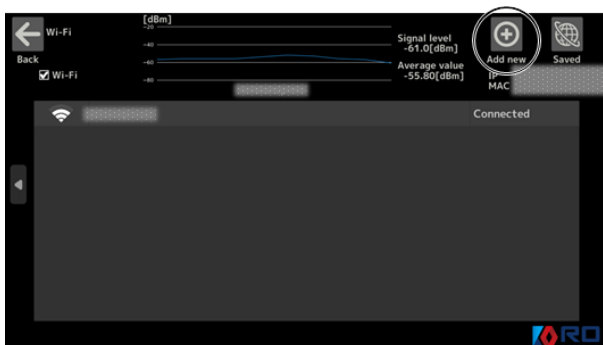 Wi-Fi
Back
Wi-Fi
[dBm]
-20
-40
-60
-80
Signal level
-61.0[dBm]
Average value
-55.80[dBm]
Add new
Saved
IP
MAC
Connected
ARO